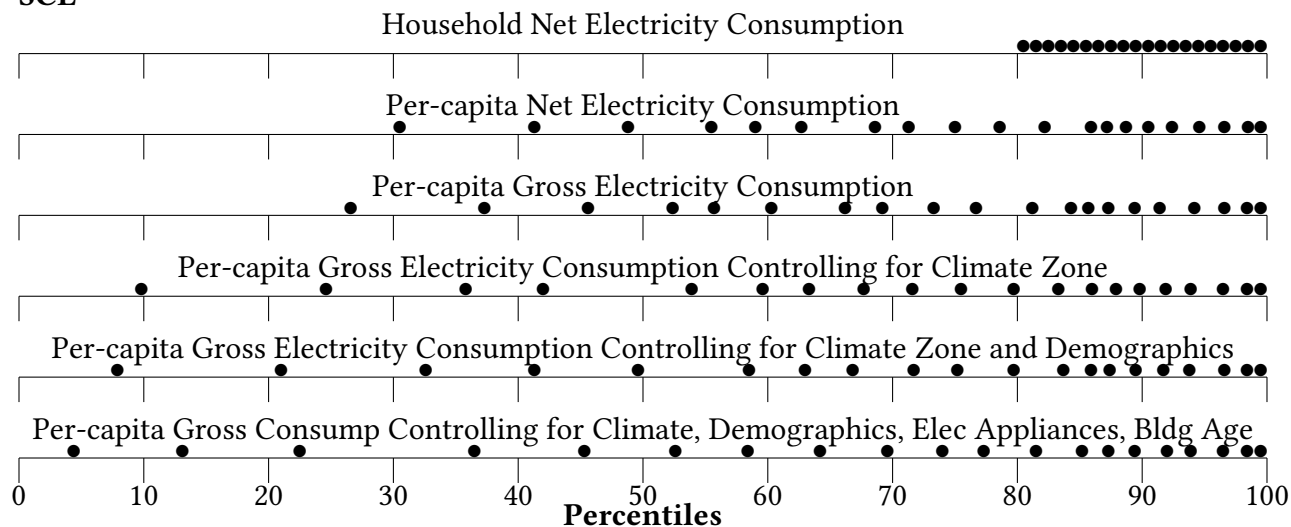 SCE
Household Net Electricity Consumption
Per-capita Net Electricity Consumption
Per-capita Gross Electricity Consumption
Per-capita Gross Electricity Consumption Controlling for Climate Zone
Per-capita Gross Electricity Consumption Controlling for Climate Zone and Demographics
Per-capita Gross Consump Controlling for Climate, Demographics, Elec Appliances, Bldg Age
0 10 20 30 40 50 60 70 80 90 100
Percentiles